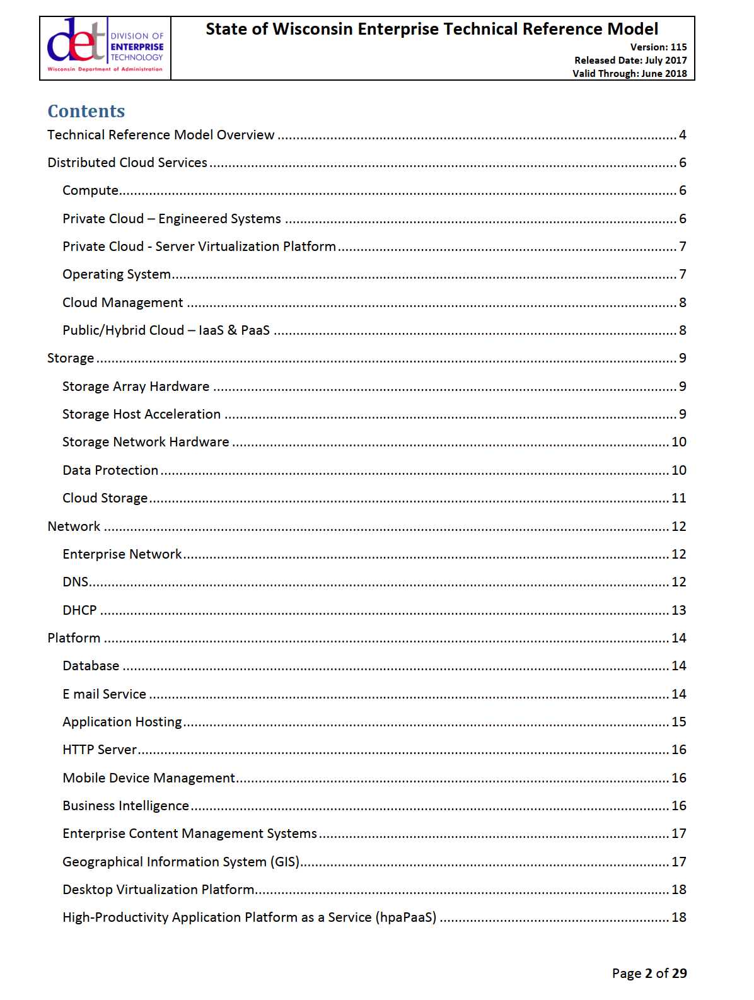 det DIVISION OF
ENTERPRISE
TECHNOLOGY
Wisconsin Department of Administration
State of Wisconsin Enterprise Technical Reference Model
Version: 115
Released Date: July 2017
Valid Through: June 2018
Contents
Technical Reference Model Overview ........ 4
Distributed Cloud Services ........ 6
Compute ........ 6
Private Cloud – Engineered Systems ........ 6
Private Cloud - Server Virtualization Platform ........ 7
Operating System ........ 7
Cloud Management ........ 8
Public/Hybrid Cloud – IaaS & PaaS ........ 8
Storage ........ 9
Storage Array Hardware ........ 9
Storage Host Acceleration ........ 9
Storage Network Hardware ........ 10
Data Protection ........ 10
Cloud Storage ........ 11
Network ........ 12
Enterprise Network ........ 12
DNS ........ 12
DHCP ........ 13
Platform ........ 14
Database ........ 14
E mail Service ........ 14
Application Hosting ........ 15
HTTP Server ........ 16
Mobile Device Management ........ 16
Business Intelligence ........ 16
Enterprise Content Management Systems ........ 17
Geographical Information System (GIS) ........ 17
Desktop Virtualization Platform ........ 18
High-Productivity Application Platform as a Service (hpaPaaS) ........ 18
Page 2 of 29